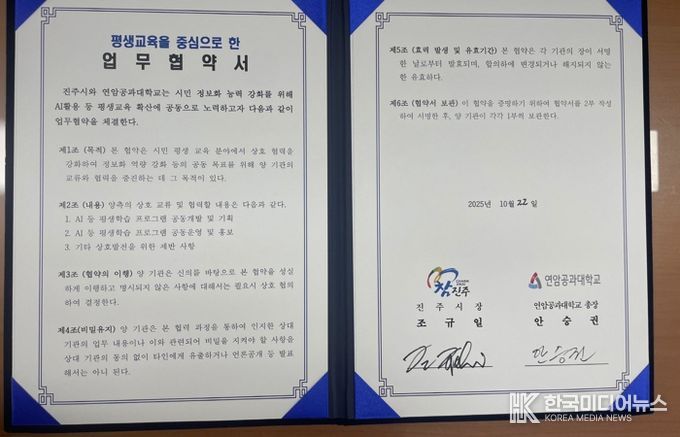 평생교육을 중심으로 한
업무협약서
진주시와 연암공과대학교는 시민 정보화 능력 강화를 위해
AI활용 등 평생교육 확산에 공동으로 노력하고자 다음과 같이
업무협약을 체결한다.
제1조 (목적) 본 협약은 시민 평생 교육 분야에서 상호 협력을
강화하여 정보화 역량 강화 등의 공동 목표를 위해 양 기관의
교류와 협력을 증진하는 데 그 목적이 있다.
제2조 (내용) 양측의 상호 교류 및 협력할 내용은 다음과 같다.
1. AI 등 평생학습 프로그램 공동개발 및 기획
2. AI 등 평생학습 프로그램 공동운영 및 홍보
3. 기타 상호발전을 위한 제반 사항
제3조 (협약의 이행) 양 기관은 신의를 바탕으로 본 협약을 성실
하게 이행하고 명시되지 않은 사항에 대해서는 필요시 상호 협의
하여 결정한다.
제4조(비밀유지) 양 기관은 본 협력 과정을 통하여 인지한 상대
기관의 업무 내용이나 이와 관련되어 비밀을 지켜야 할 사항을
상대 기관의 동의 없이 타인에게 유출하거나 언론공개 등 발표
해서는 아니 된다.
제5조 (효력 발생 및 유효기간) 본 협약은 각 기관의 장이 서명
한 날로부터 발효되며, 합의하에 변경되거나 해지되지 않는
한 유효하다.
제6조 (협약서 보관) 이 협약을 증명하기 위하여 협약서를 2부 작성
하여 서명한 후, 양 기관이 각각 1부씩 보관한다.
2025년 10월 22일
참진주
진주시장
조규일
연암공과대학교
연암공과대학교 총장
안승권
안승권
HK 한국미디어뉴스
KOREA MEDIA NEWS